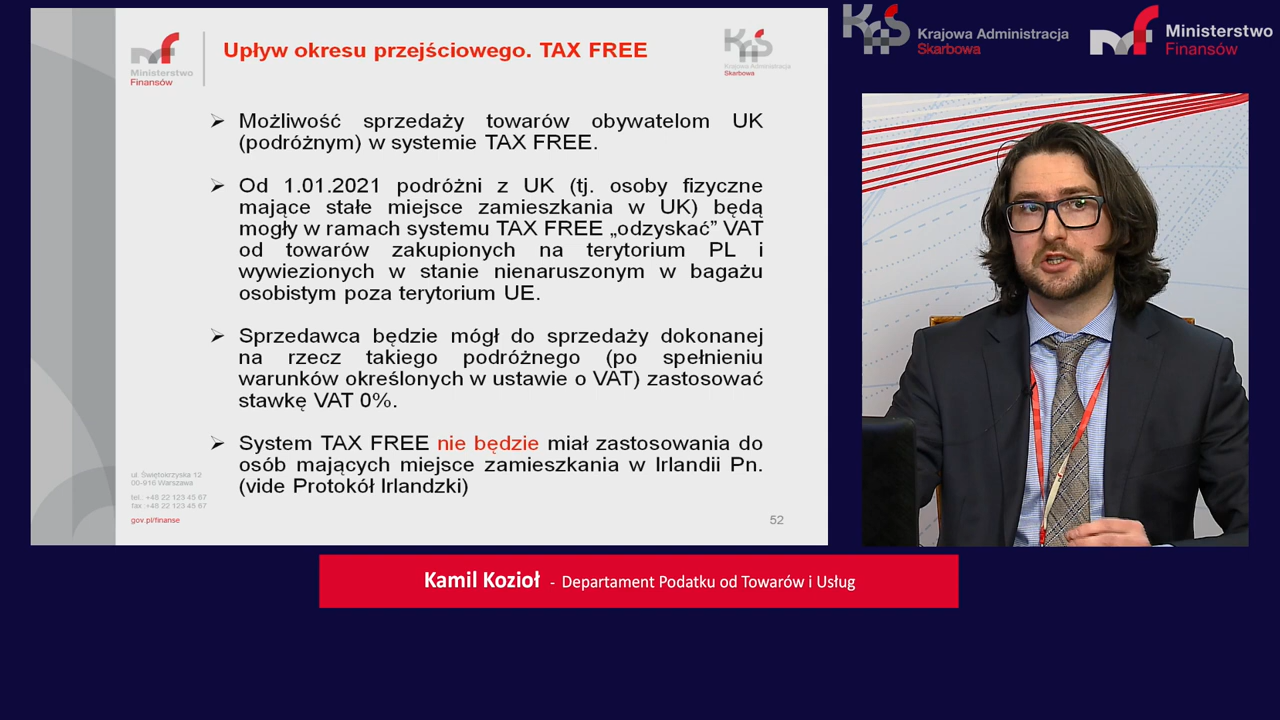 Upływ okresu przejściowego. TAX FREE
Ministerstwo
Finansów
KAS
Krajowa Administracja
Skarbowa
➢ Możliwość sprzedaży towarów obywatelom UK
(podróżnym) w systemie TAX FREE.
➢ Od 1.01.2021 podróżni z UK (tj. osoby fizyczne
mające stałe miejsce zamieszkania w UK) będą
mogły w ramach systemu TAX FREE „odzyskać” VAT
od towarów zakupionych na terytorium PL i
wywiezionych w stanie nienaruszonym w bagażu
osobistym poza terytorium UE.
➢ Sprzedawca będzie mógł do sprzedaży dokonanej
na rzecz takiego podróżnego (po spełnieniu
warunków określonych w ustawie o VAT) zastosować
stawkę VAT 0%.
➢ System TAX FREE nie będzie miał zastosowania do
osób mających miejsce zamieszkania w Irlandii Pn.
(vide Protokół Irlandzki)
ul. Świętokrzyska 12
00-916 Warszawa
tel.: +48 22 123 45 67
fax :+48 22 123 45 67
gov.pl/finanse
52
KAS
Krajowa Administracja
Skarbowa
mf
Ministerstwo
Finansów
Kamil Kozioł - Departament Podatku od Towarów i Usług